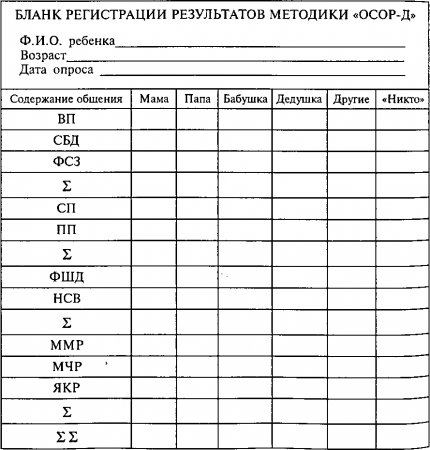 БЛАНК РЕГИСТРАЦИИ РЕЗУЛЬТАТОВ МЕТОДИКИ «ОСОР-Д»
Ф.И.О. ребенка
Возраст
Дата опроса
Содержание общения Мама Папа Бабушка Дедушка Другие «Никто»
ВП
СБД
ФСЗ
Σ
СП
ПП
Σ
ФШД
НСВ
Σ
ММР
МЧР
ЯКР
Σ
Σ Σ